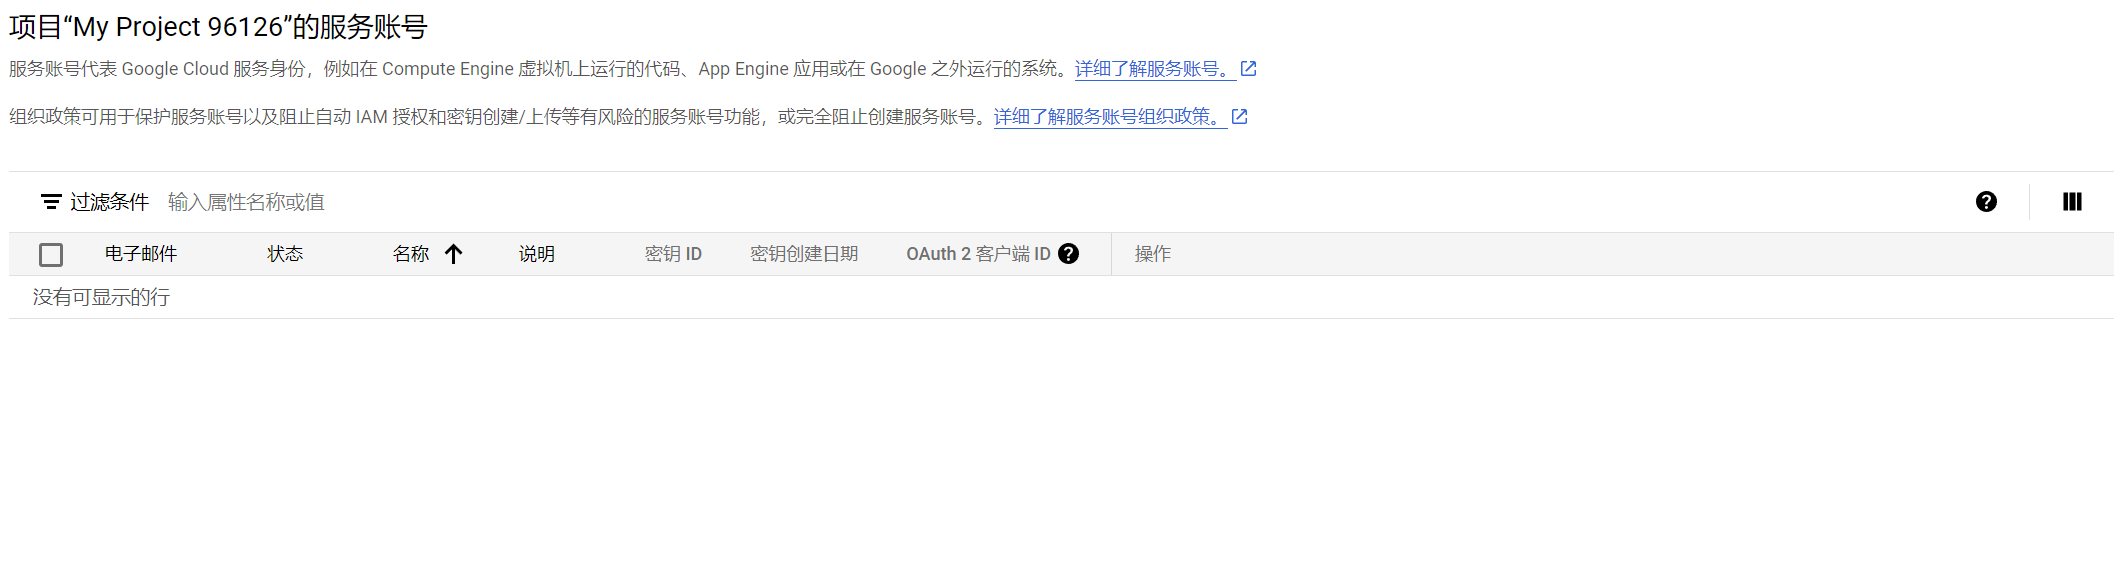 项目“My Project 96126”的服务账号
服务账号代表 Google Cloud 服务身份，例如在 Compute Engine 虚拟机上运行的代码、App Engine 应用或在 Google 之外运行的系统。详细了解服务账号。
组织政策可用于保护服务账号以及阻止自动 IAM 授权和密钥创建/上传等有风险的服务账号功能，或完全阻止创建服务账号。详细了解服务账号组织政策。
过滤条件 输入属性名称或值
电子邮件 状态 名称 说明 密钥 ID 密钥创建日期 OAuth 2 客户端 ID 操作
没有可显示的行